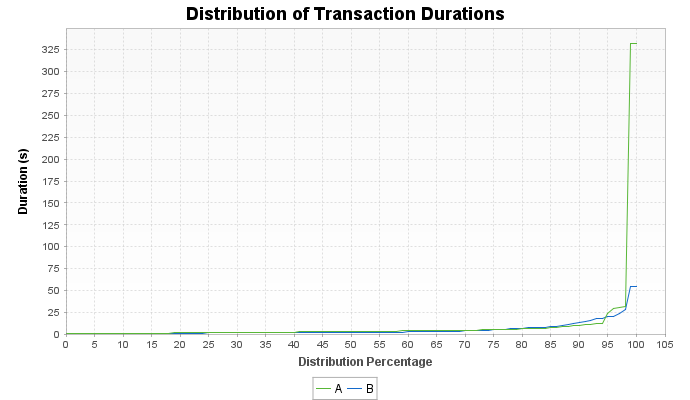 Distribution of Transaction Durations
Duration (s)
325
300
275
250
225
200
175
150
125
100
75
50
25
0
0 5 10 15 20 25 30 35 40 45 50 55 60 65 70 75 80 85 90 95 100 105
Distribution Percentage
A B